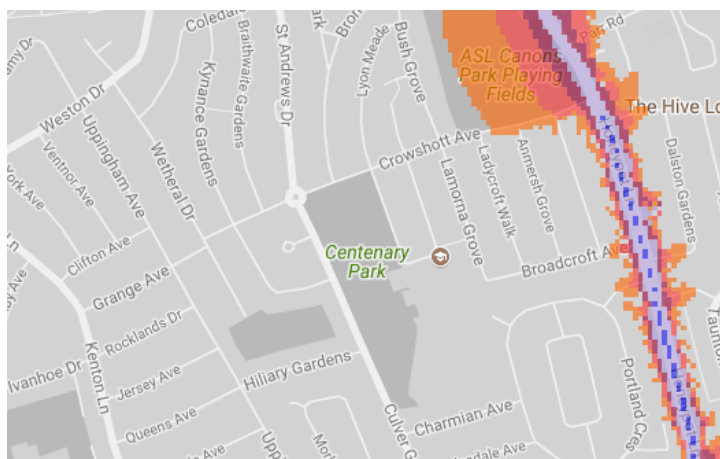 Coledale
St Andrews Dr
Park
Lyon Meade
Bush Grove
Par Rd
ASL Canons
Park Playing
Fields
The Hive Lo
Weston Dr
Braithwaite Gardens
Kynance Gardens
Uppingham Ave
Ventnor Ave
York Ave
Wetheral Dr
Clifton Ave
Crowshott Ave
Lamorna Grove
Ladycroft Walk
Anmersh Grove
Dalston Gardens
Centenary
Park
Broadcroft Ave
Grange Ave
Rocklands Dr
Ivanhoe Dr
Kenton Ln
Jersey Ave
Queens Ave
Hiliary Gardens
Culver G
Charmian Ave
Portland Cres
Taunton